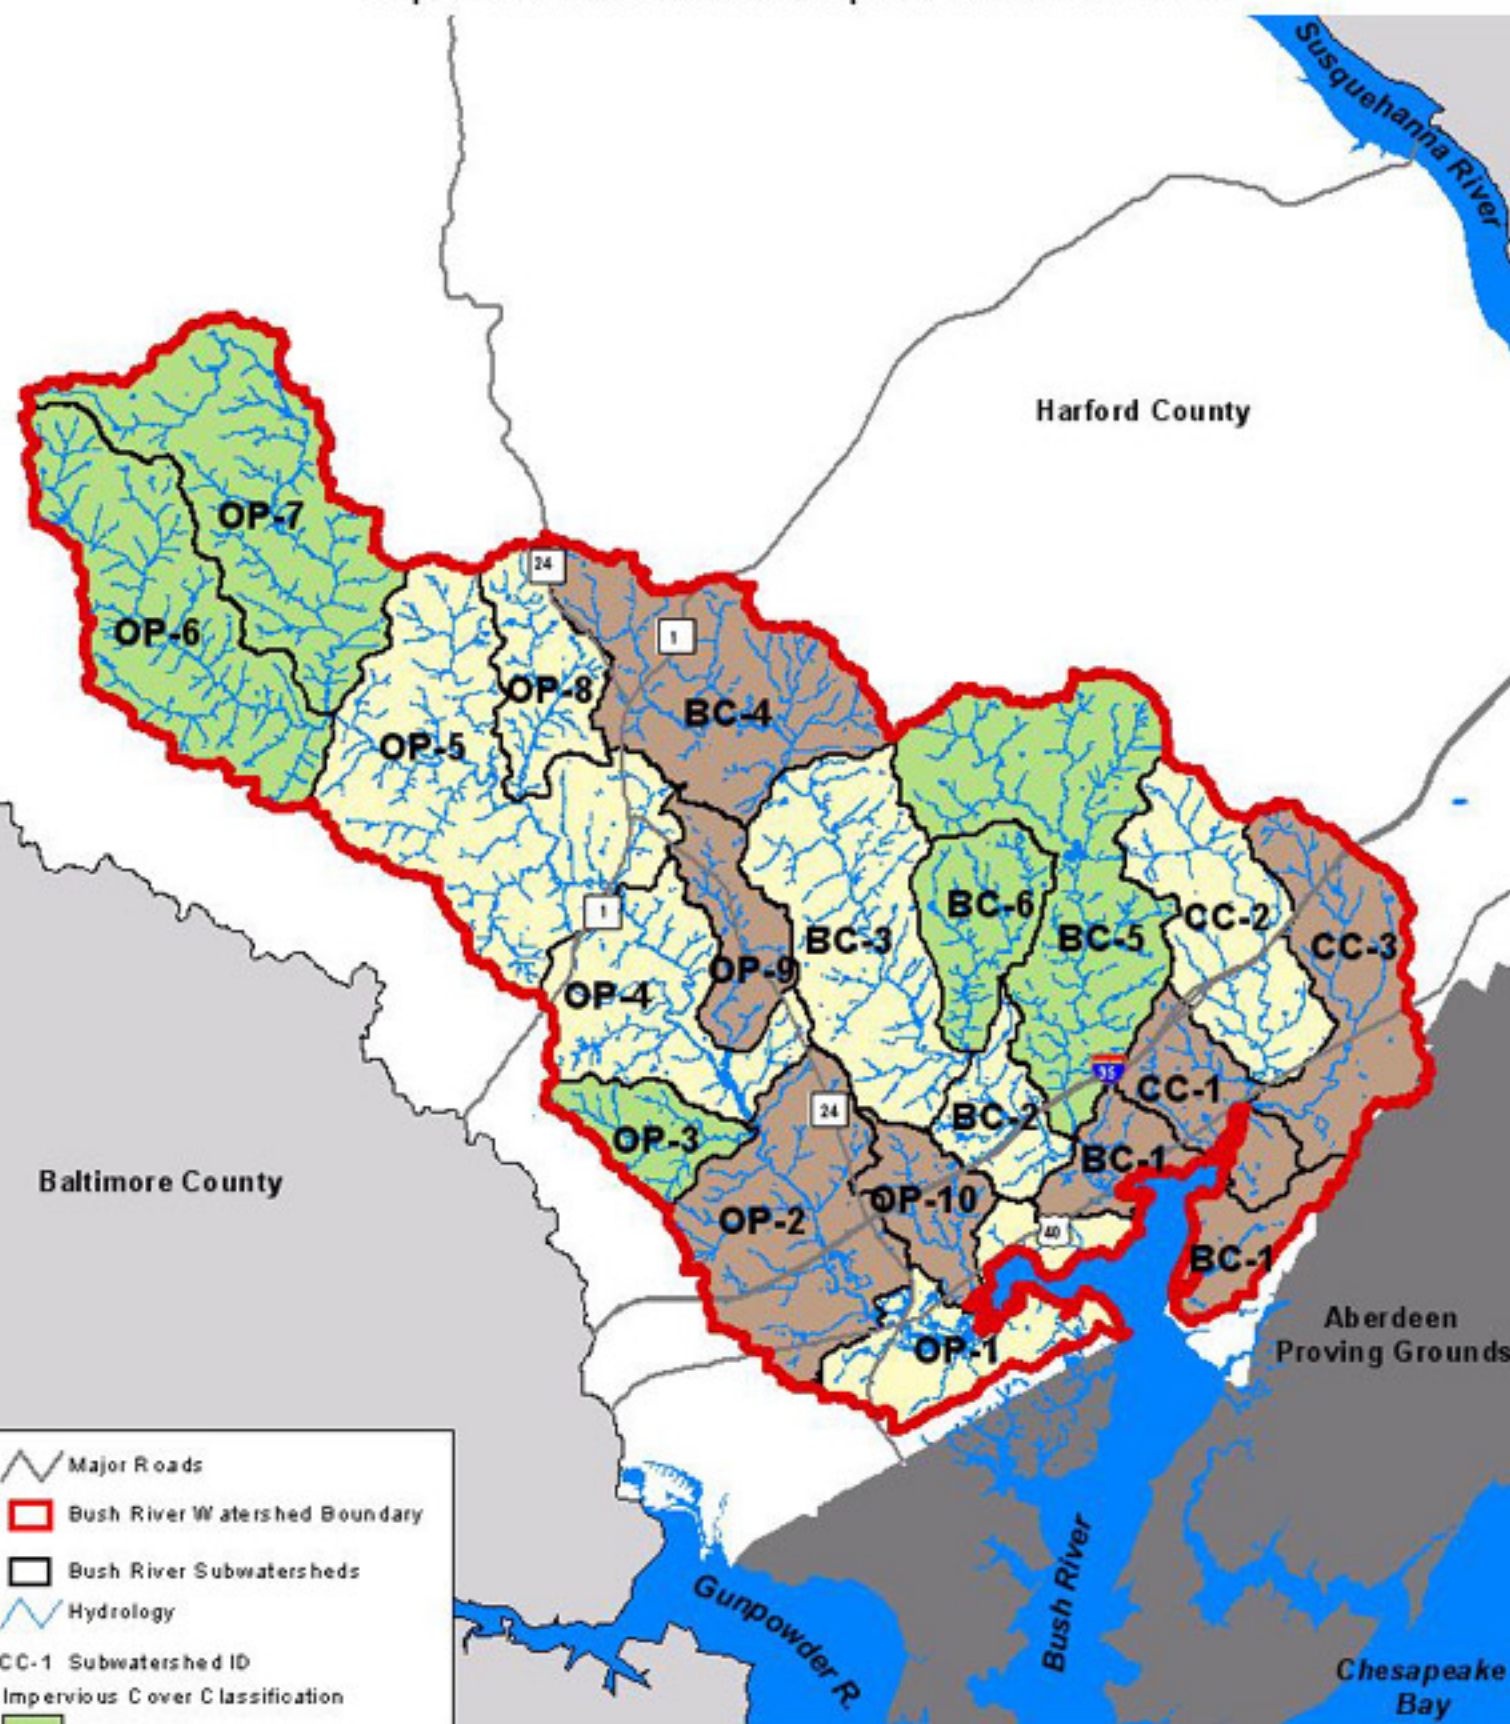 Susquehanna River
Harford County
OP-7
24
OP-6
1
OP-8
BC-4
OP-5
BC-6
1
CC-2
BC-3
BC-5
CC-3
OP-9
OP-4
95
CC-1
24
BC-2
OP-3
BC-1
Baltimore County
OP-10
OP-2
40
BC-1
Aberdeen
Proving Grounds
OP-1
Major Roads
Bush River Watershed Boundary
Bush River Subwatersheds
Hydrology
CC-1 Subwatershed ID
Impervious Cover Classification
Gunpowder R.
Bush River
Chesapeake
Bay